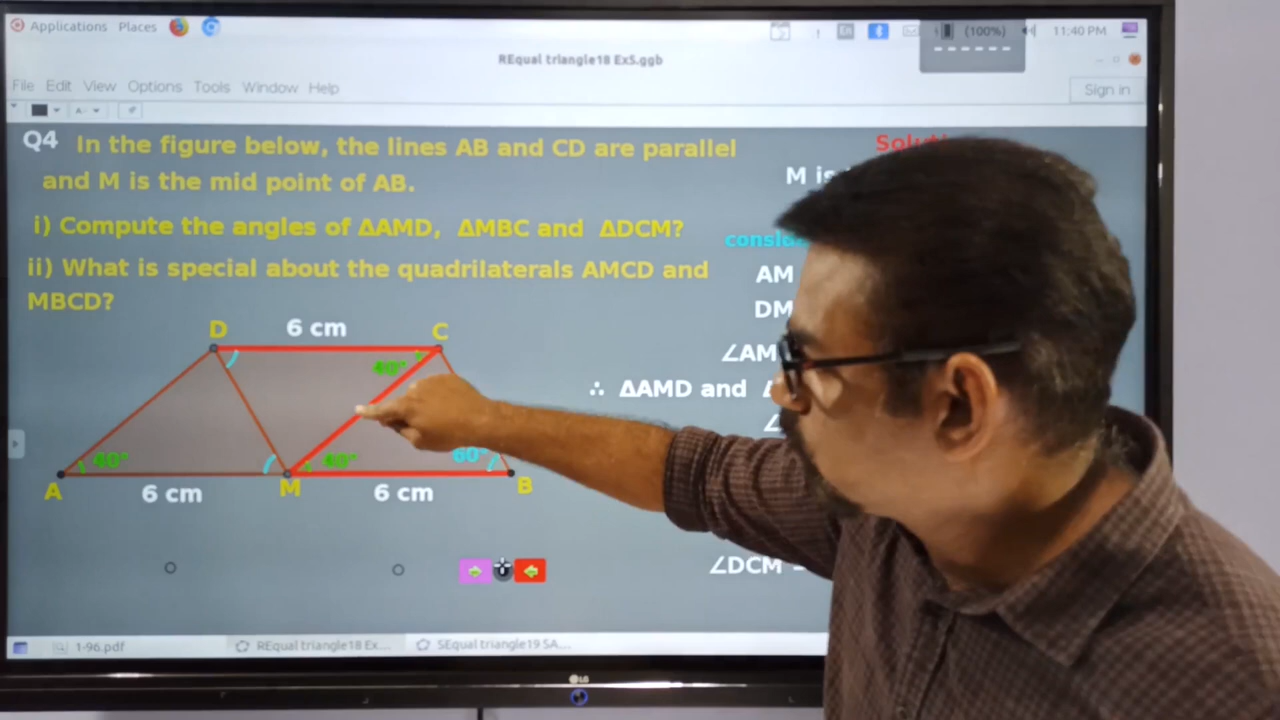 Applications Places
En (100%) 11:40 PM
REqual triangle18 Ex5.ggb
File Edit View Options Tools Window Help
Sign in
Q4 In the figure below, the lines AB and CD are parallel
and M is the mid point of AB.
i) Compute the angles of ΔAMD, ΔMBC and ΔDCM?
ii) What is special about the quadrilaterals AMCD and
MBCD?
M is
AM
DM
∠AM
∴ ΔAMD and
∠DCM =
D 6 cm C
40°
40° 40° 60°
A 6 cm M 6 cm B
1-96.pdf REqual triangle18 Ex... SEqual triangle19 SA...
LG